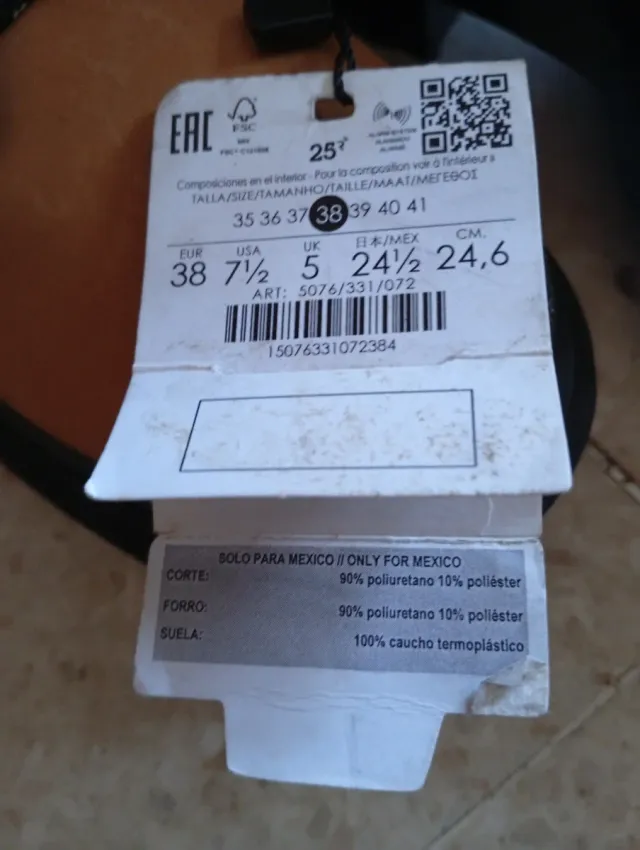 EAC
FSC
25
Composiciones en el interior · Pour la composition voir à l'intérieure
TALLA/SIZE/TAMANHO/TAILLE/MAAT/ΜΕΓΕΘΟΣ
35 36 37 38 39 40 41
EUR USA UK 日本/MEX CM.
38 7½ 5 24½ 24,6
ART: 5076/331/072
15076331072384
SOLO PARA MEXICO // ONLY FOR MEXICO
CORTE: 90% poliuretano 10% poliéster
FORRO: 90% poliuretano 10% poliéster
SUELA: 100% caucho termoplástico